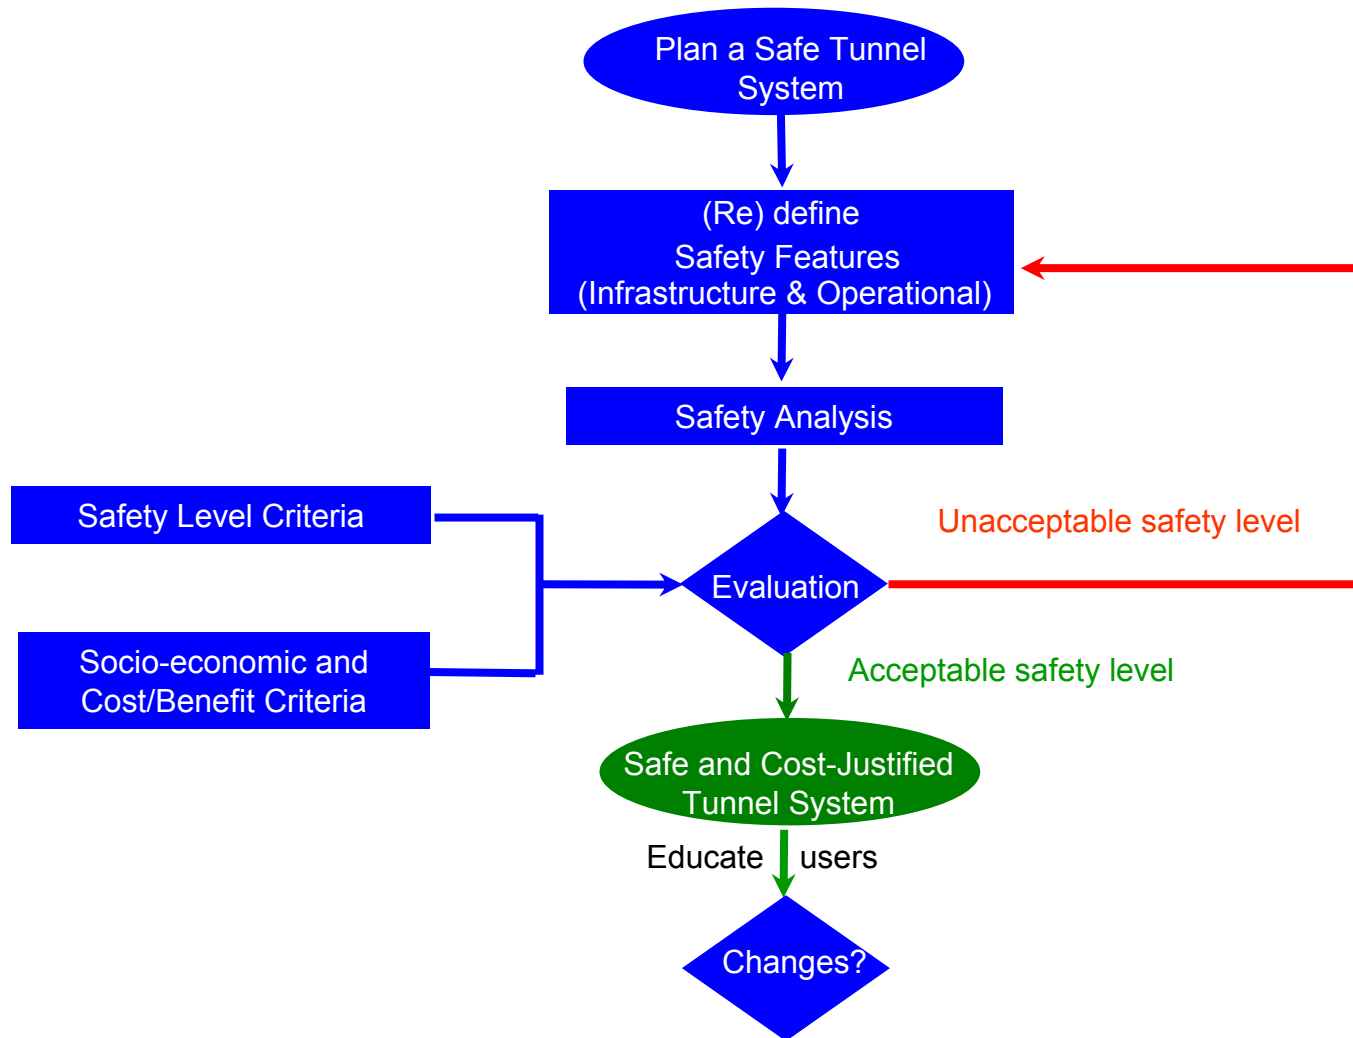 Plan a Safe Tunnel
System
(Re) define
Safety Features
(Infrastructure & Operational)
Safety Analysis
Safety Level Criteria
Unacceptable safety level
Evaluation
Socio-economic and
Cost/Benefit Criteria
Acceptable safety level
Safe and Cost-Justified
Tunnel System
Educate users
Changes?